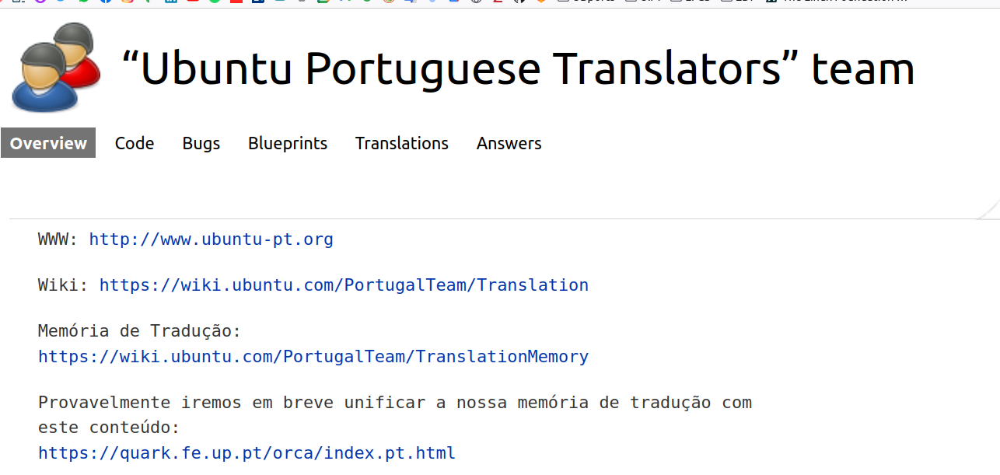 “Ubuntu Portuguese Translators” team
Overview Code Bugs Blueprints Translations Answers
WWW: http://www.ubuntu-pt.org
Wiki: https://wiki.ubuntu.com/PortugalTeam/Translation
Memória de Tradução:
https://wiki.ubuntu.com/PortugalTeam/TranslationMemory
Provavelmente iremos em breve unificar a nossa memória de tradução com
este conteúdo:
https://quark.fe.up.pt/orca/index.pt.html